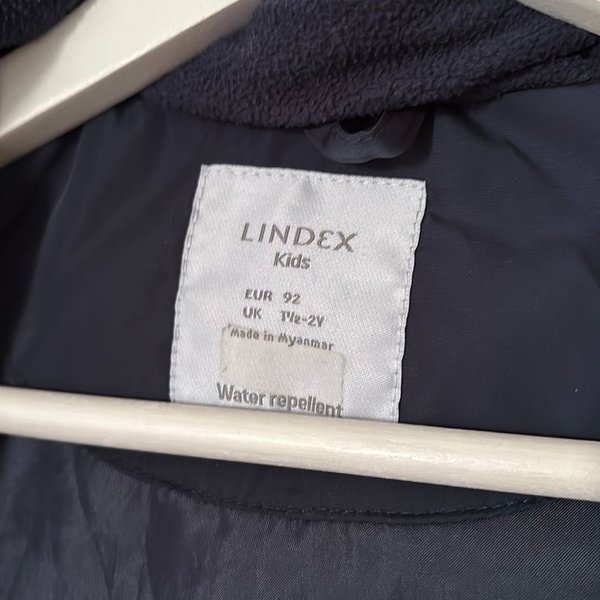 LINDEX
Kids
EUR 92
UK 1½-2Y
Made in Myanmar
Water repellent